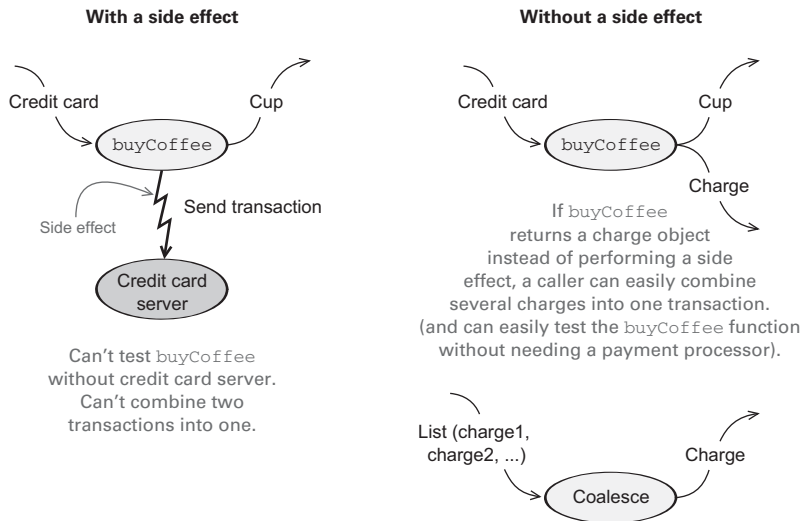 With a side effect
Credit card
Cup
buyCoffee
Send transaction
Side effect
Credit card
server
Can't test buyCoffee
without credit card server.
Can't combine two
transactions into one.
Without a side effect
Credit card
Cup
buyCoffee
Charge
If buyCoffee
returns a charge object
instead of performing a side
effect, a caller can easily combine
several charges into one transaction.
(and can easily test the buyCoffee function
without needing a payment processor).
List (charge1,
charge2, ...)
Charge
Coalesce